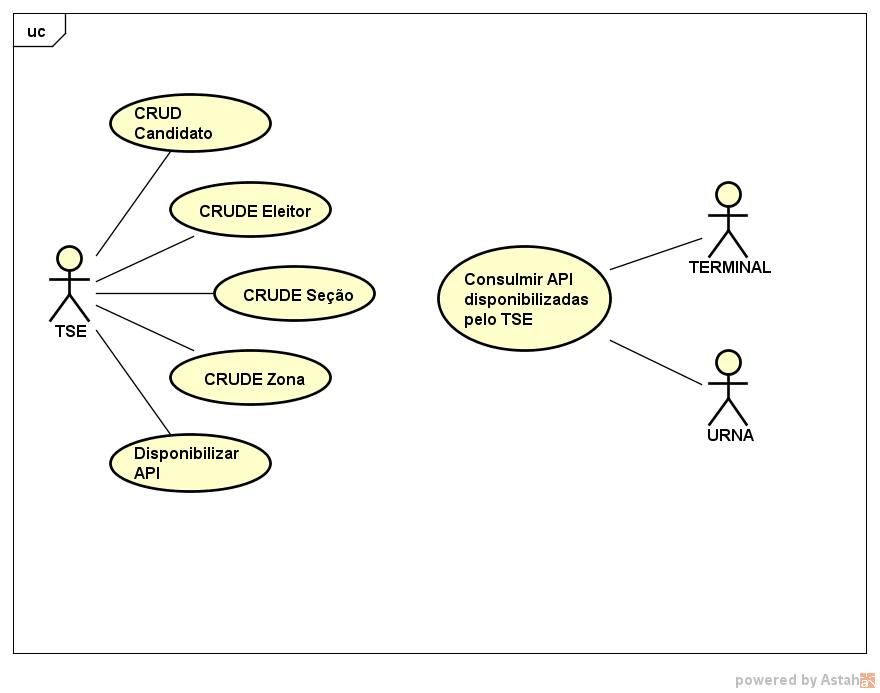 uc
CRUD
Candidato
CRUDE Eleitor
CRUDE Seção
CRUDE Zona
Disponibilizar
API
TSE
Consulmir API
disponibilizadas
pelo TSE
TERMINAL
URNA
powered by Astah